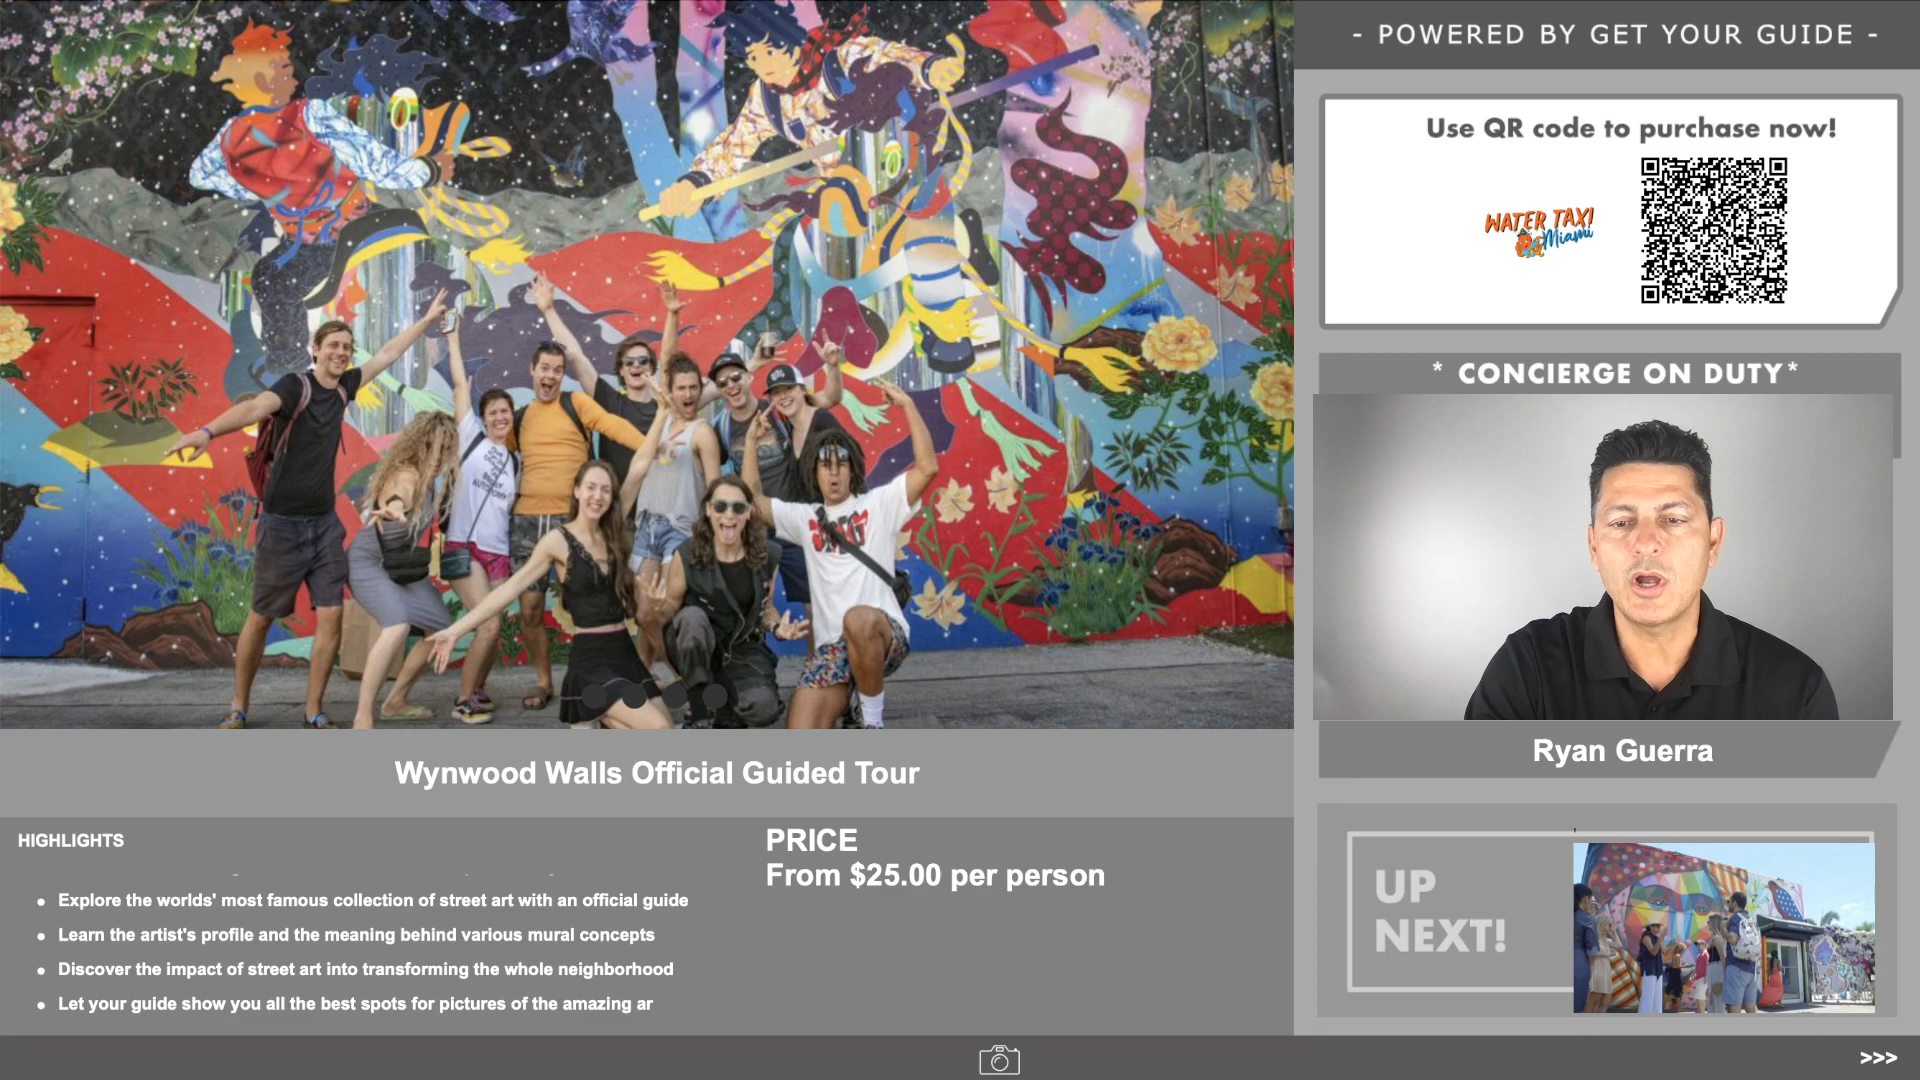 - POWERED BY GET YOUR GUIDE -
Use QR code to purchase now!
WATER TAXI
Miami
* CONCIERGE ON DUTY*
Ryan Guerra
Wynwood Walls Official Guided Tour
HIGHLIGHTS
Explore the worlds' most famous collection of street art with an official guide
Learn the artist's profile and the meaning behind various mural concepts
Discover the impact of street art into transforming the whole neighborhood
Let your guide show you all the best spots for pictures of the amazing ar
PRICE
From $25.00 per person
UP
NEXT!
>>>